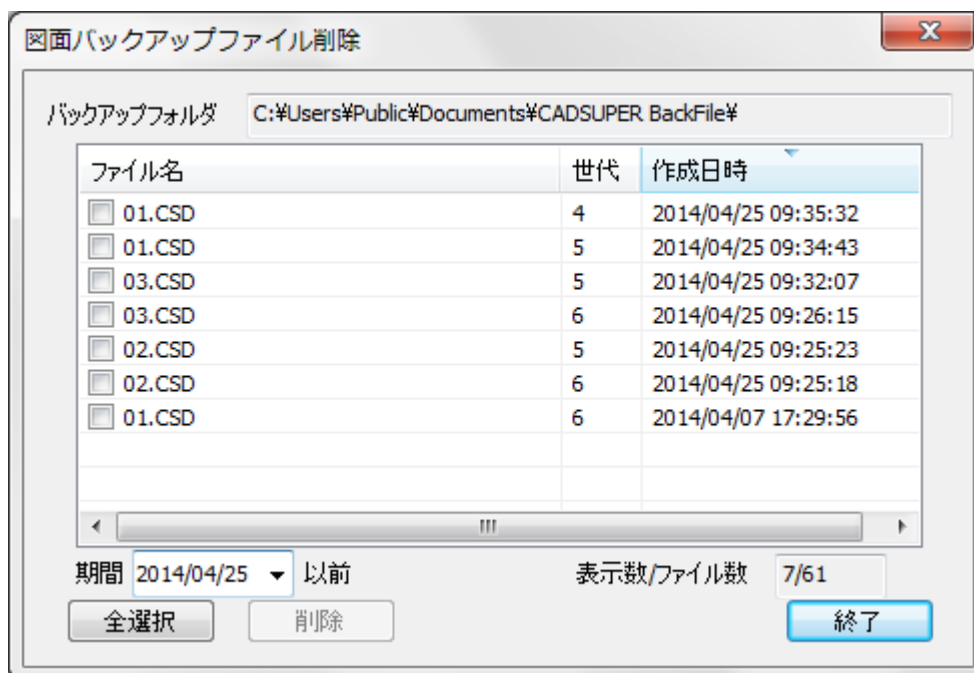 図面バックアップファイル削除
バックアップフォルダ C:¥Users¥Public¥Documents¥CADSUPER BackFile¥
ファイル名 世代 作成日時
01.CSD 4 2014/04/25 09:35:32
01.CSD 5 2014/04/25 09:34:43
03.CSD 5 2014/04/25 09:32:07
03.CSD 6 2014/04/25 09:26:15
02.CSD 5 2014/04/25 09:25:23
02.CSD 6 2014/04/25 09:25:18
01.CSD 6 2014/04/07 17:29:56
期間 2014/04/25 以前 表示数/ファイル数 7/61
全選択 削除 終了